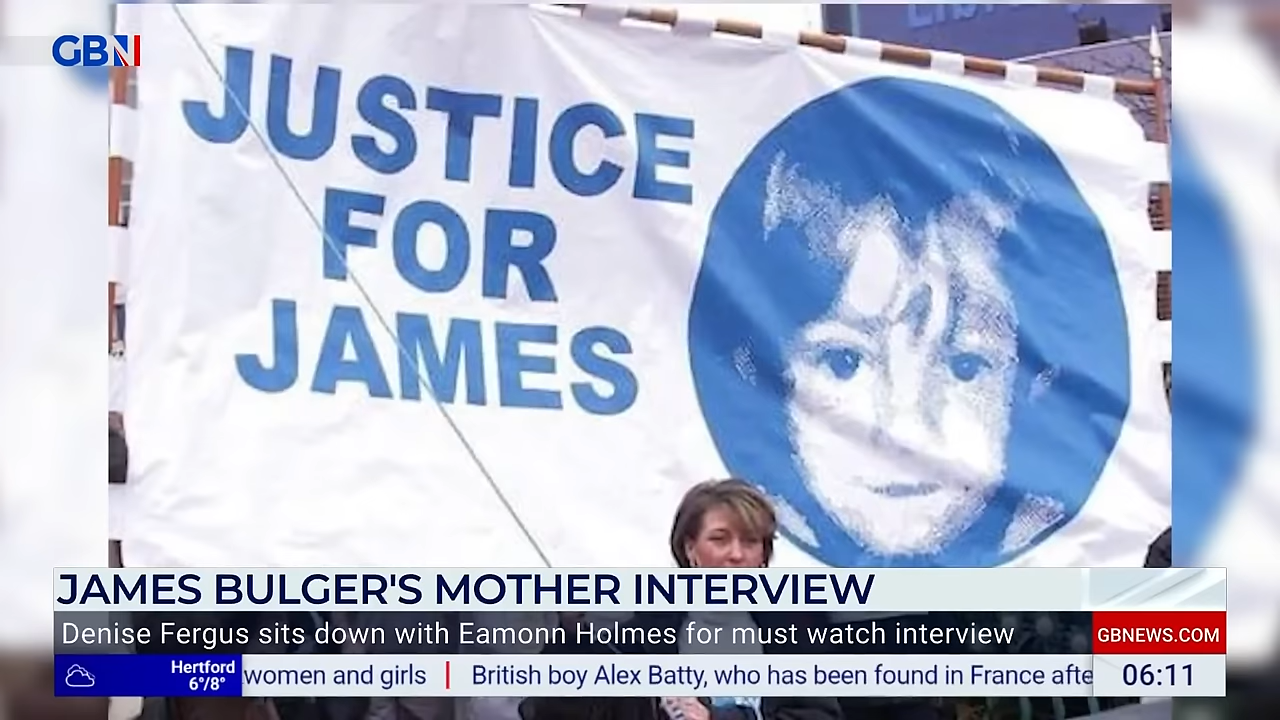 GBN
JUSTICE
FOR
JAMES
JAMES BULGER'S MOTHER INTERVIEW
Denise Fergus sits down with Eamonn Holmes for must watch interview
GBNEWS.COM
Hertford
6°/8°
women and girls | British boy Alex Batty, who has been found in France afte
06:11